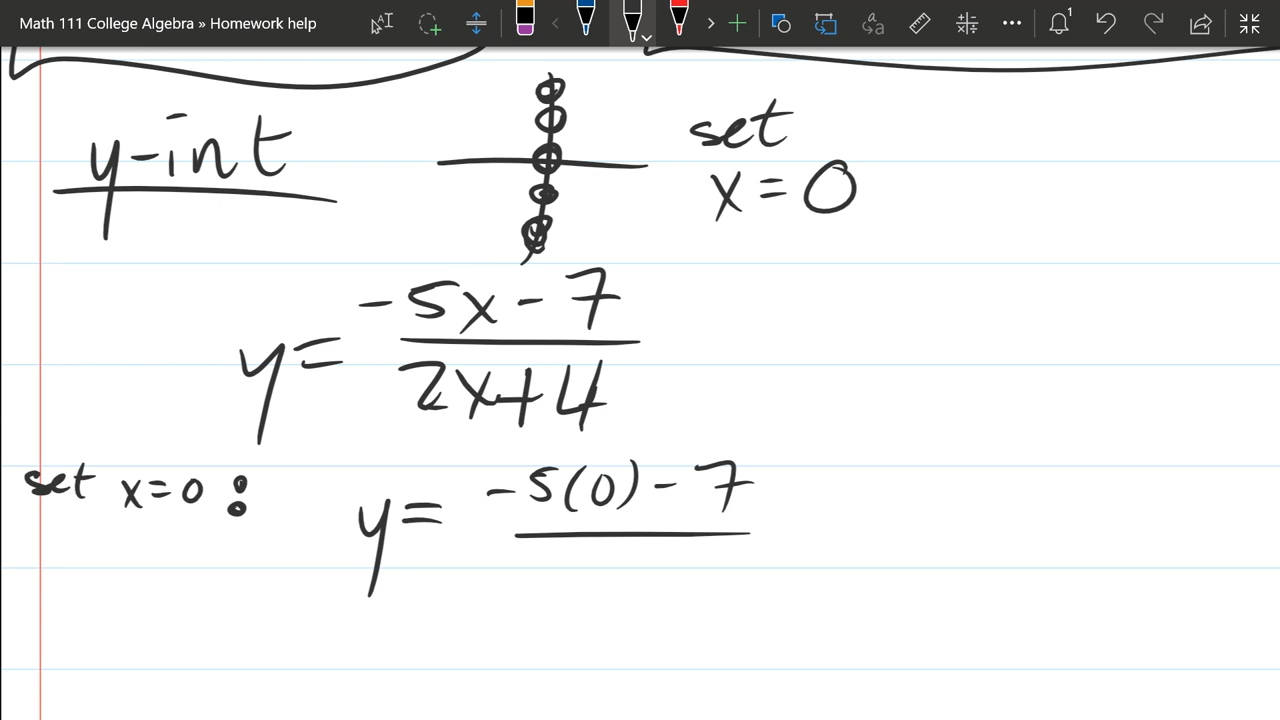 Math 111 College Algebra » Homework help
y-int
set
x = 0
y = -5x - 7 / 2x + 4
set x = 0 :
y = -5(0) - 7